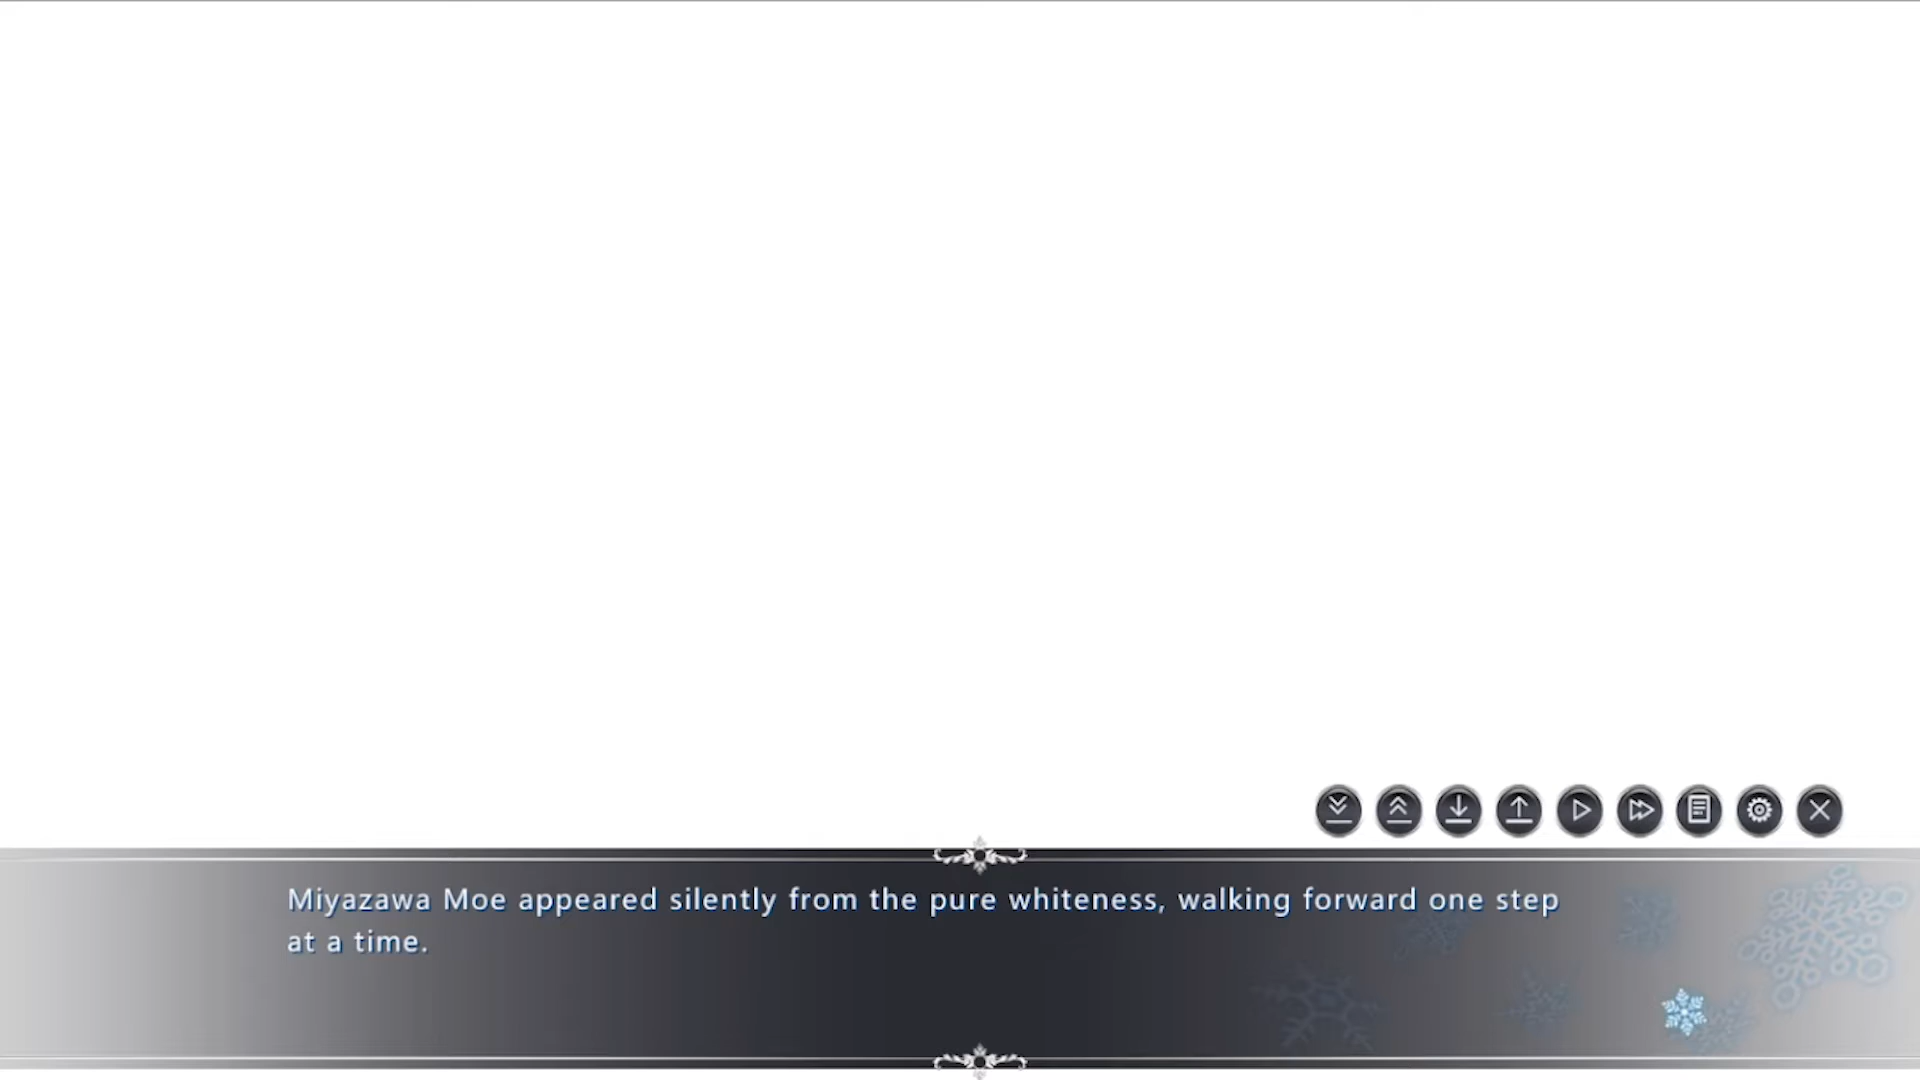 Miyazawa Moe appeared silently from the pure whiteness, walking forward one step
at a time.